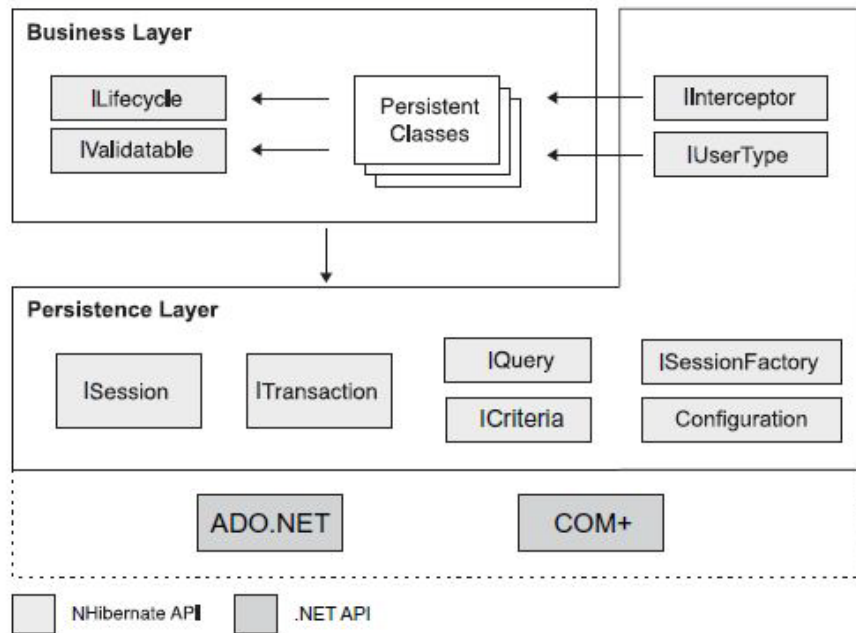 Business Layer
ILifecycle
IValidatable
Persistent
Classes
IInterceptor
IUserType
Persistence Layer
ISession
ITransaction
IQuery
ICriteria
ISessionFactory
Configuration
ADO.NET
COM+
NHibernate API
.NET API